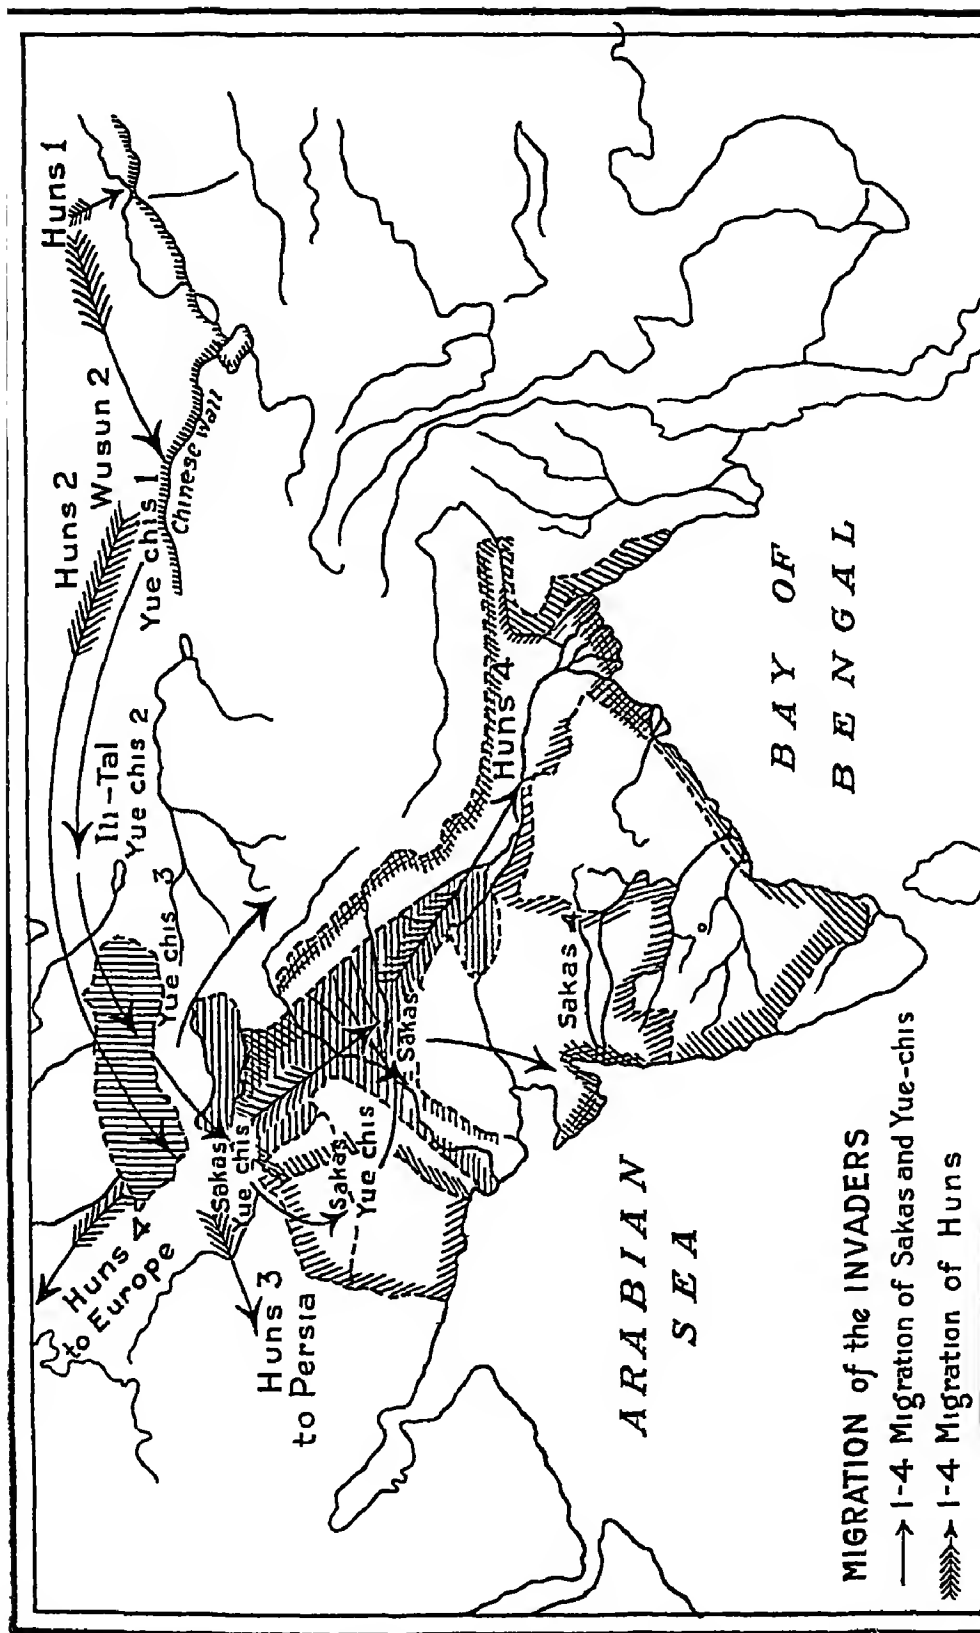 Huns 1
Huns 2
Wusun 2
Yue chis 1
Chinese wall
Ili-Tal
Yue chis 2
Yue chis 3
Huns 4
to Europe
Sakas
Yue chis
Huns 3
to Persia
Sakas
Yue chis
Sakas
Sakas 4
Huns 4
BAY OF
BENGAL
ARABIAN
SEA
MIGRATION of the INVADERS
1-4 Migration of Sakas and Yue-chis
1-4 Migration of Huns